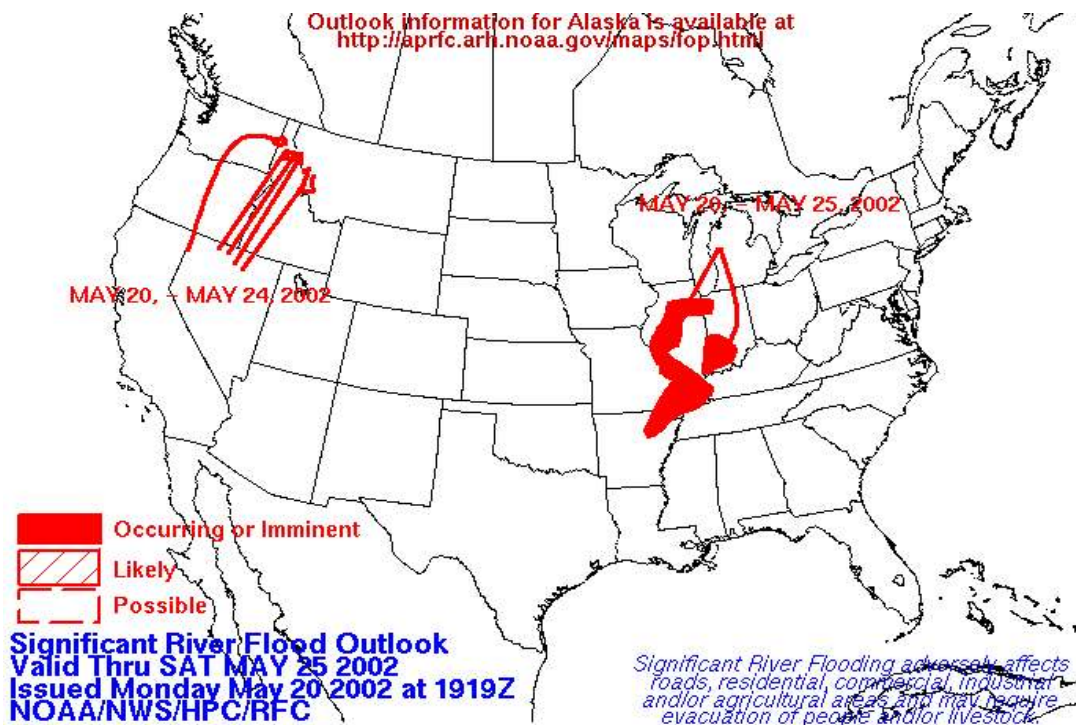 Outlook information for Alaska is available at
http://aprfc.arh.noaa.gov/maps/fop.html
MAY 20, - MAY 25, 2002
MAY 20, - MAY 24, 2002
Occurring or Imminent
Likely
Possible
Significant River Flood Outlook
Valid Thru SAT MAY 25 2002
Issued Monday May 20 2002 at 1919Z
NOAA/NWS/HPC/RFC
Significant River Flooding adversely affects
roads, residential, commercial, industrial
and/or agricultural areas and may require
evacuation of people and/or livestock